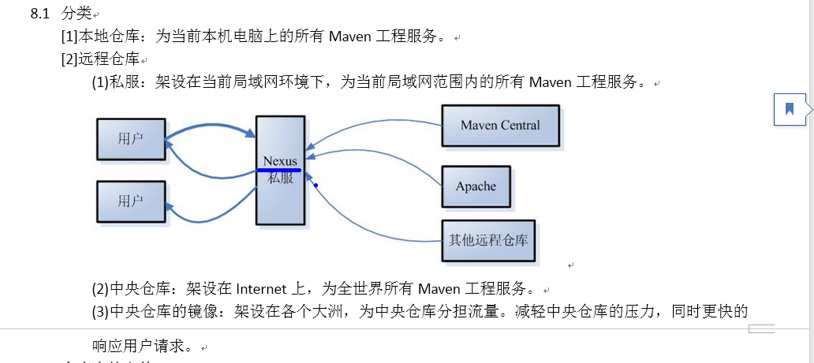 8.1 分类
[1]本地仓库：为当前本机电脑上的所有 Maven 工程服务。
[2]远程仓库
(1)私服：架设在当前局域网环境下，为当前局域网范围内的所有 Maven 工程服务。
用户
用户
Nexus
私服
Maven Central
Apache
其他远程仓库
(2)中央仓库：架设在 Internet 上，为全世界所有 Maven 工程服务。
(3)中央仓库的镜像：架设在各个大洲，为中央仓库分担流量。减轻中央仓库的压力，同时更快的
响应用户请求。